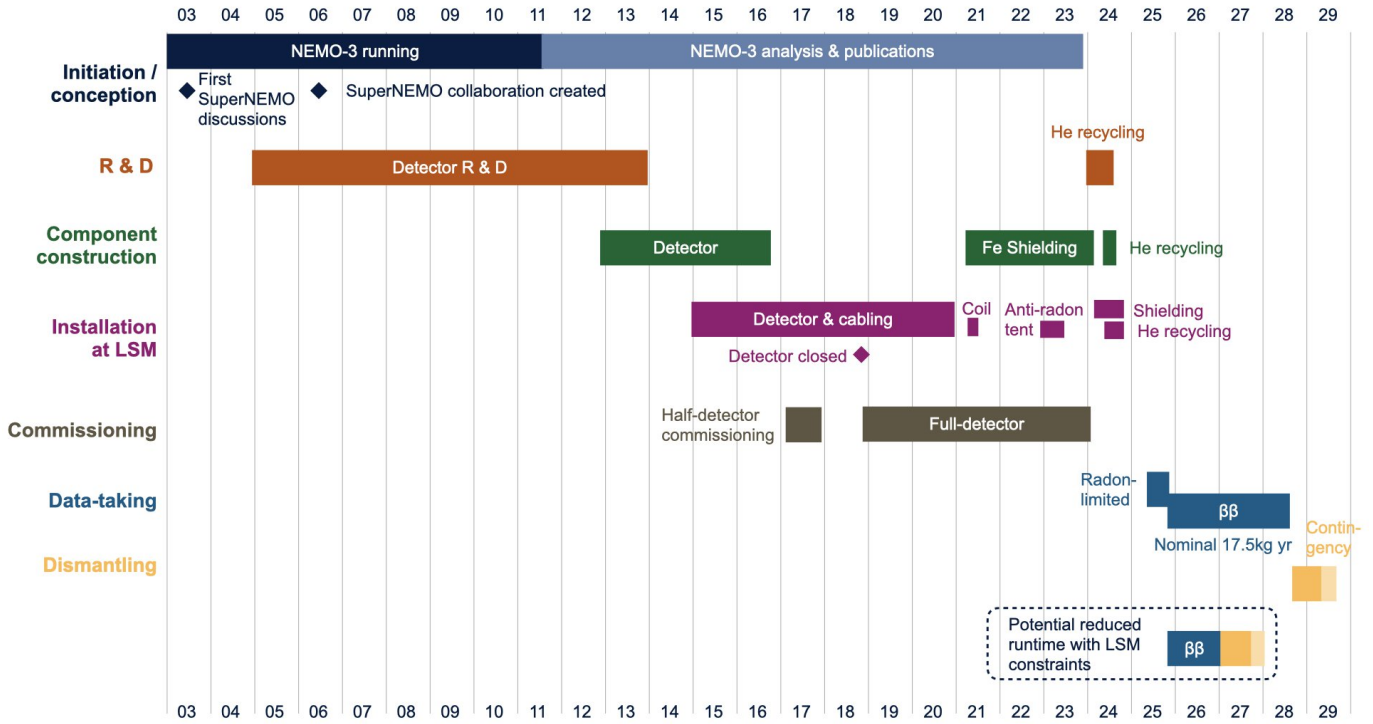 03 04 05 06 07 08 09 10 11 12 13 14 15 16 17 18 19 20 21 22 23 24 25 26 27 28 29
Initiation /
conception
NEMO-3 running
NEMO-3 analysis & publications
First
SuperNEMO
discussions
SuperNEMO collaboration created
R & D
Detector R & D
He recycling
Component
construction
Detector
Fe Shielding
He recycling
Installation
at LSM
Detector & cabling
Coil
Anti-radon
tent
Shielding
He recycling
Detector closed
Commissioning
Half-detector
commissioning
Full-detector
Data-taking
Radon-
limited
ββ
Nominal 17.5kg yr
Dismantling
Contin-
gency
Potential reduced
runtime with LSM
constraints
ββ
03 04 05 06 07 08 09 10 11 12 13 14 15 16 17 18 19 20 21 22 23 24 25 26 27 28 29